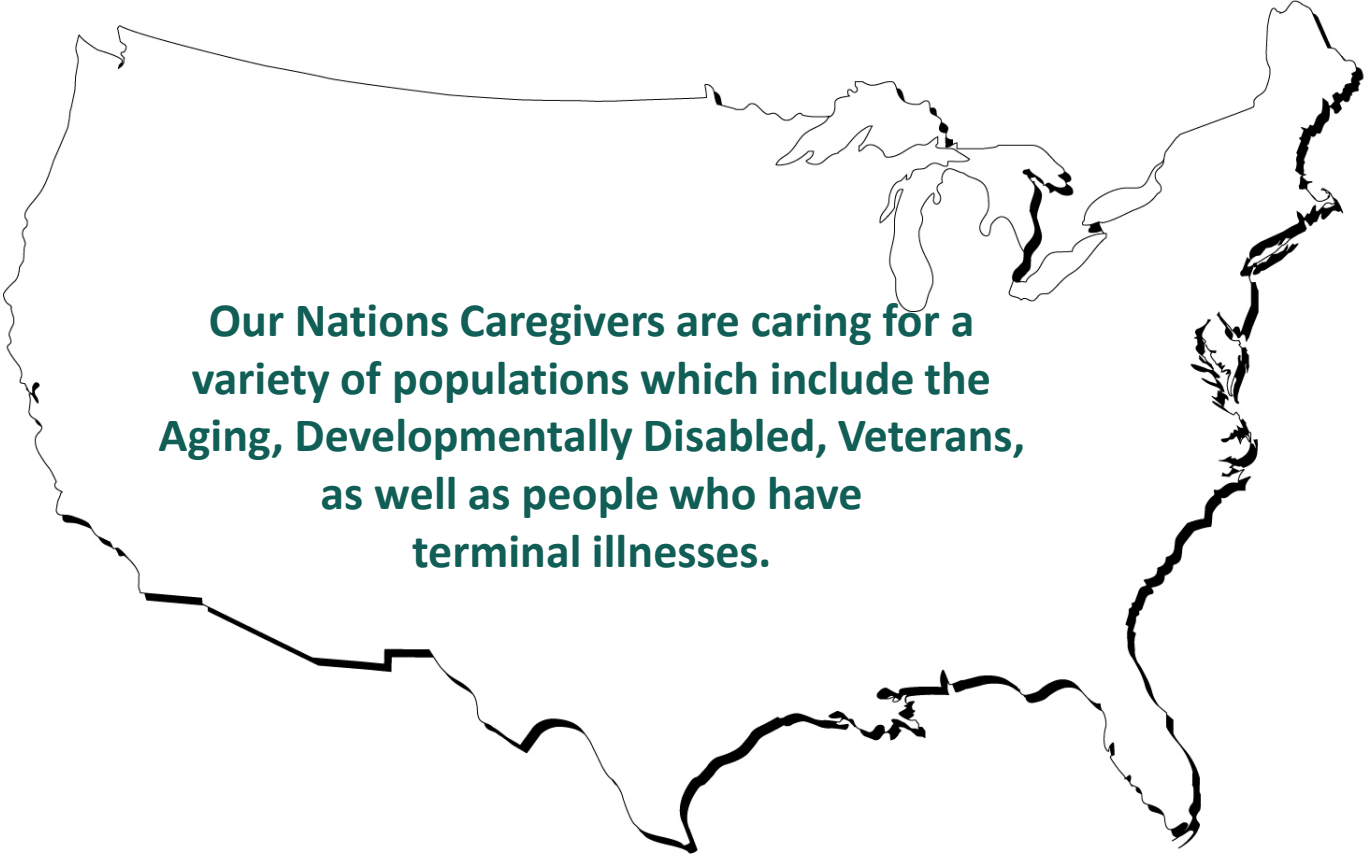 Our Nations Caregivers are caring for a
variety of populations which include the
Aging, Developmentally Disabled, Veterans,
as well as people who have
terminal illnesses.